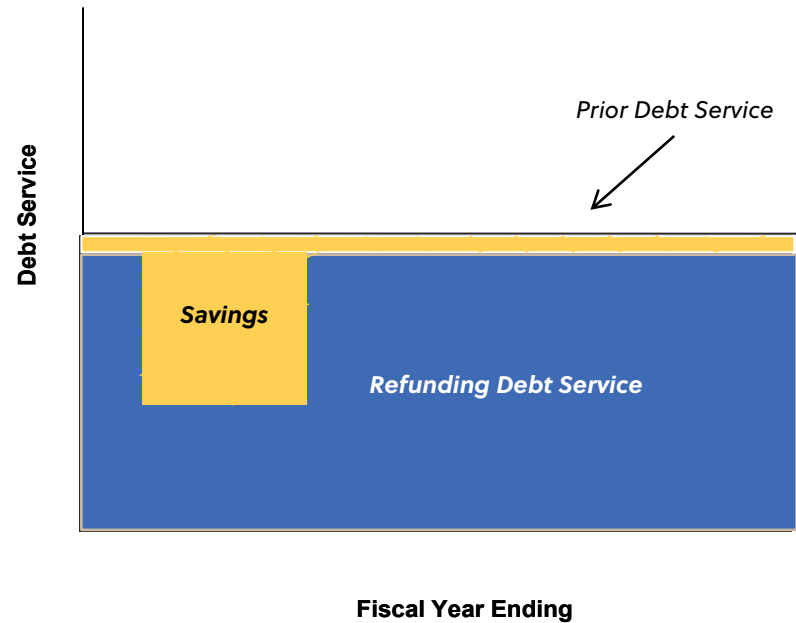 Prior Debt Service
Debt Service
Savings
Refunding Debt Service
Fiscal Year Ending